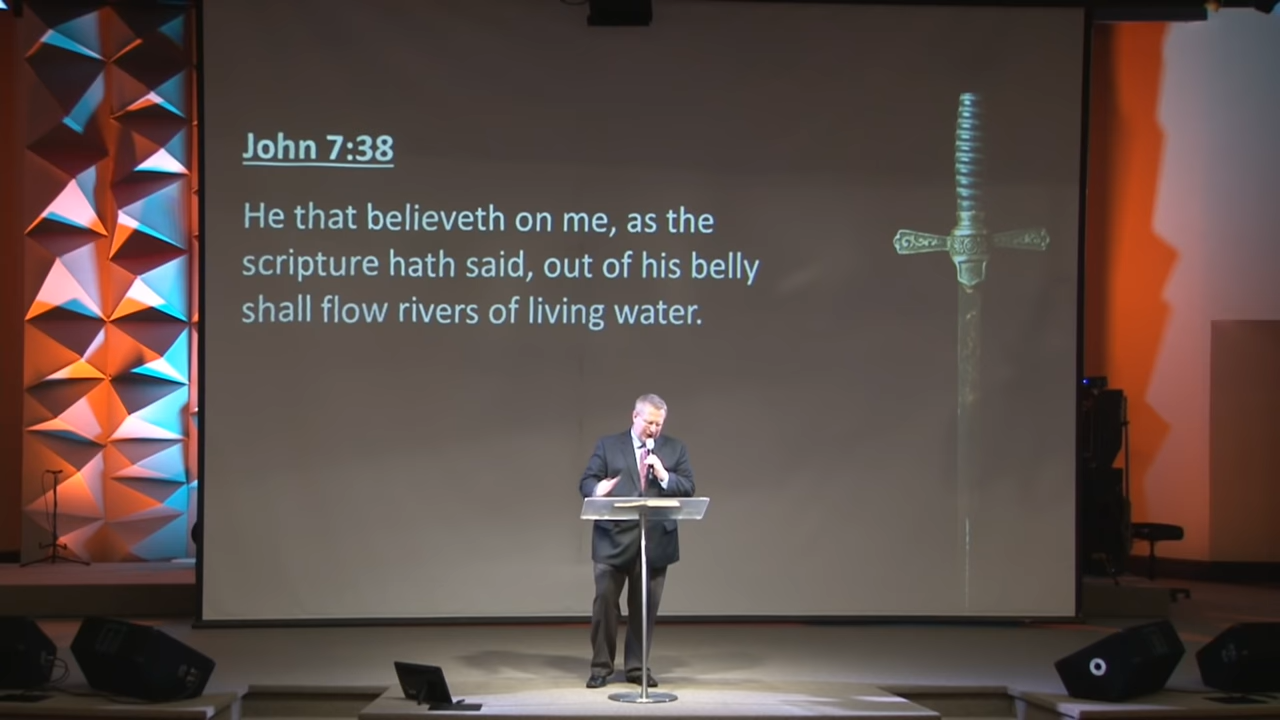 John 7:38
He that believeth on me, as the
scripture hath said, out of his belly
shall flow rivers of living water.